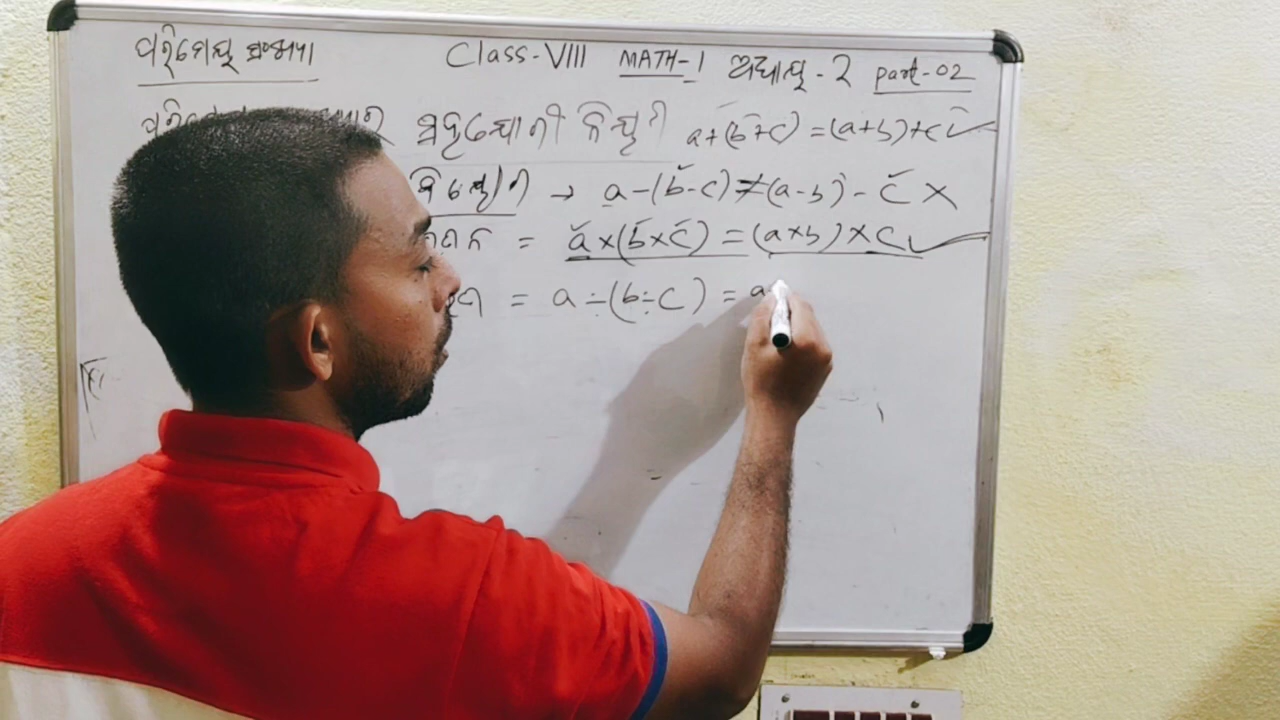 ପରିମେୟ ସଂଖ୍ୟା Class-VIII MATH-1 ଅଧ୍ୟାୟ-2 part-02
ସହଯୋଗୀ ନିୟମ a+(b+c)=(a+b)+c ✓
ବିଯୋଗ → a-(b-c)≠(a-b)-c ×
= a×(b×c)=(a×b)×c ✓
= a÷(b÷c)=a